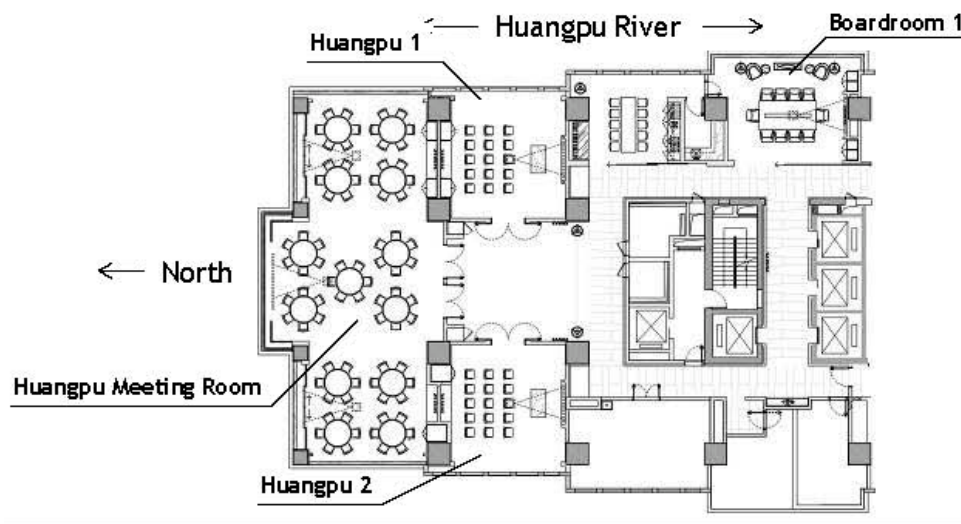 Huangpu River
Boardroom 1
Huangpu 1
North
Huangpu Meeting Room
Huangpu 2